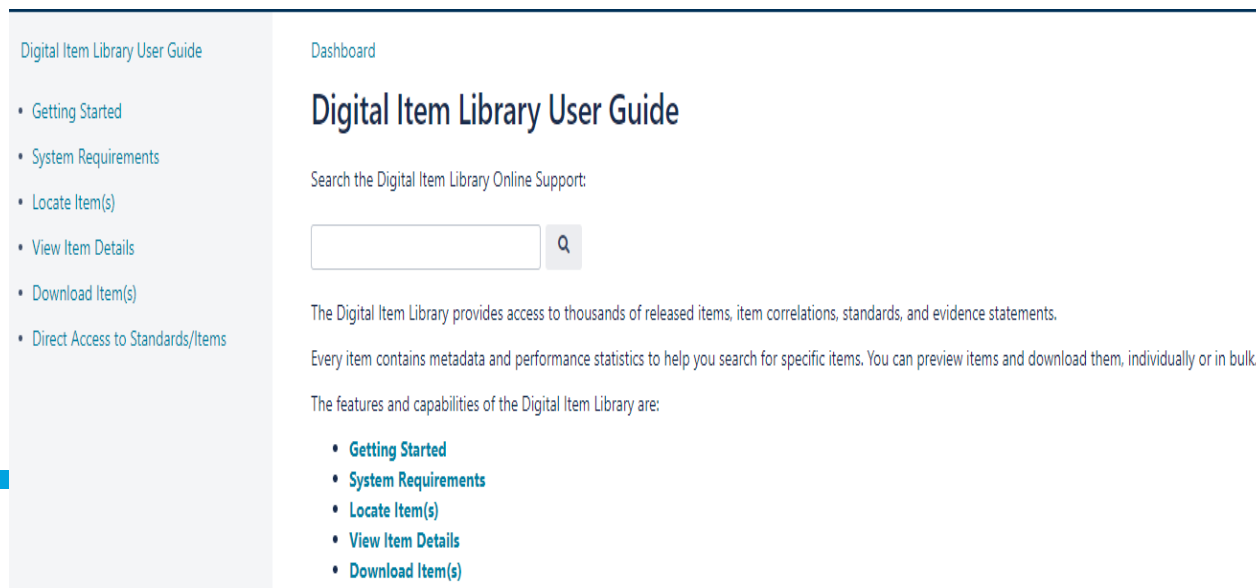 Digital Item Library User Guide
• Getting Started
• System Requirements
• Locate Item(s)
• View Item Details
• Download Item(s)
• Direct Access to Standards/Items
Dashboard
Digital Item Library User Guide
Search the Digital Item Library Online Support:
The Digital Item Library provides access to thousands of released items, item correlations, standards, and evidence statements.
Every item contains metadata and performance statistics to help you search for specific items. You can preview items and download them, individually or in bulk.
The features and capabilities of the Digital Item Library are:
• Getting Started
• System Requirements
• Locate Item(s)
• View Item Details
• Download Item(s)